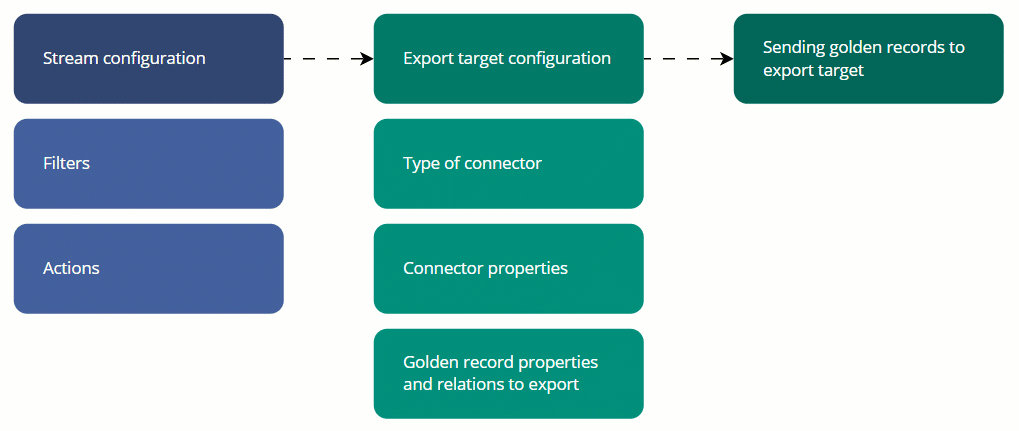 Stream configuration
Filters
Actions
Export target configuration
Type of connector
Connector properties
Golden record properties
and relations to export
Sending golden records to
export target